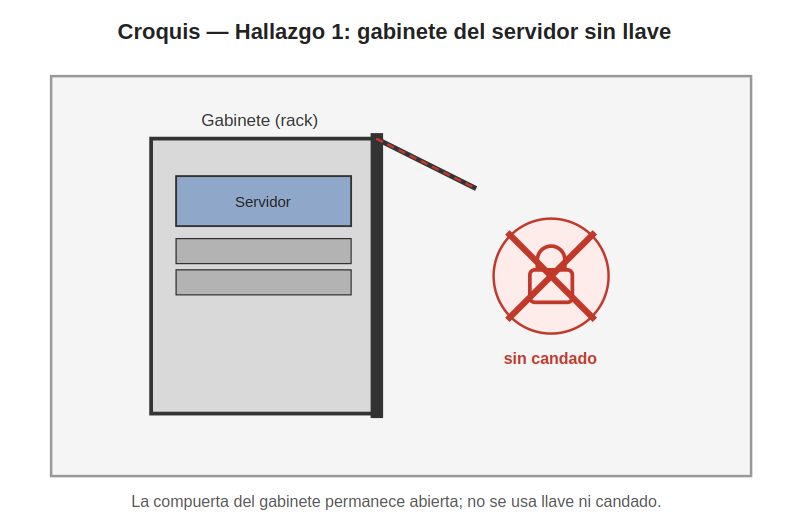 Croquis — Hallazgo 1: gabinete del servidor sin llave
Gabinete (rack)
Servidor
sin candado
La compuerta del gabinete permanece abierta; no se usa llave ni candado.